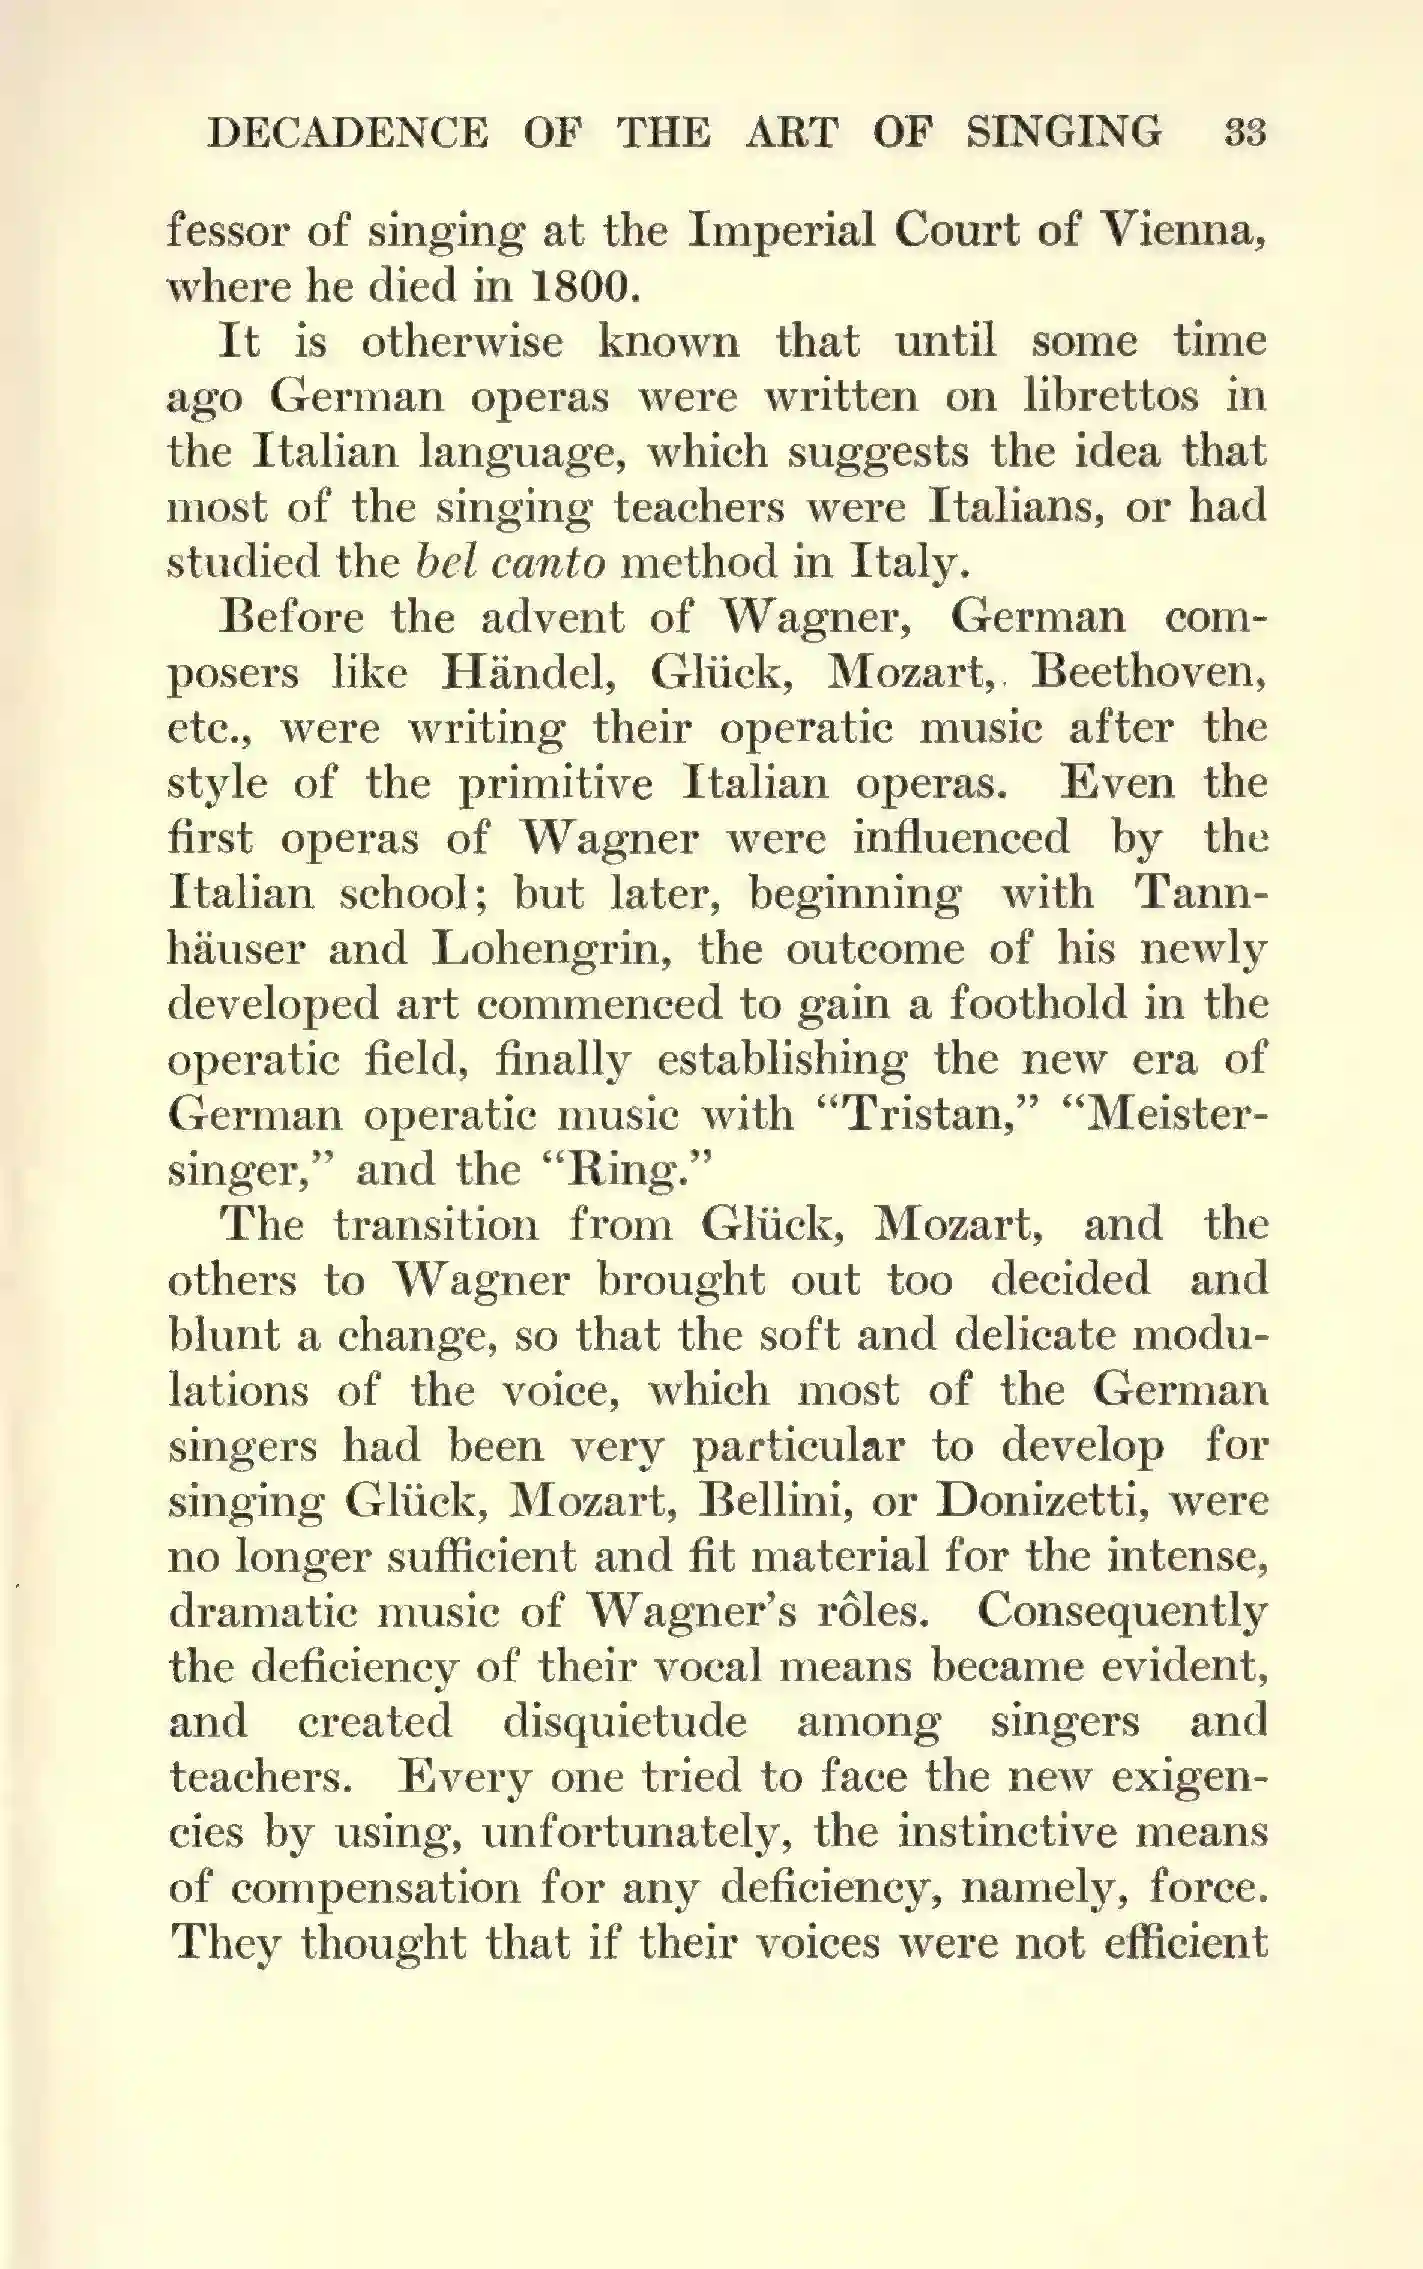 DECADENCE OF THE ART OF SINGING 33
fessor of singing at the Imperial Court of Vienna,
where he died in 1800.
It is otherwise known that until some time
ago German operas were written on librettos in
the Italian language, which suggests the idea that
most of the singing teachers were Italians, or had
studied the bel canto method in Italy.
Before the advent of Wagner, German com-
posers like Händel, Glück, Mozart, Beethoven,
etc., were writing their operatic music after the
style of the primitive Italian operas. Even the
first operas of Wagner were influenced by the
Italian school; but later, beginning with Tann-
häuser and Lohengrin, the outcome of his newly
developed art commenced to gain a foothold in the
operatic field, finally establishing the new era of
German operatic music with “Tristan,” “Meister-
singer,” and the “Ring.”
The transition from Glück, Mozart, and the
others to Wagner brought out too decided and
blunt a change, so that the soft and delicate modu-
lations of the voice, which most of the German
singers had been very particular to develop for
singing Glück, Mozart, Bellini, or Donizetti, were
no longer sufficient and fit material for the intense,
dramatic music of Wagner’s rôles. Consequently
the deficiency of their vocal means became evident,
and created disquietude among singers and
teachers. Every one tried to face the new exigen-
cies by using, unfortunately, the instinctive means
of compensation for any deficiency, namely, force.
They thought that if their voices were not efficient